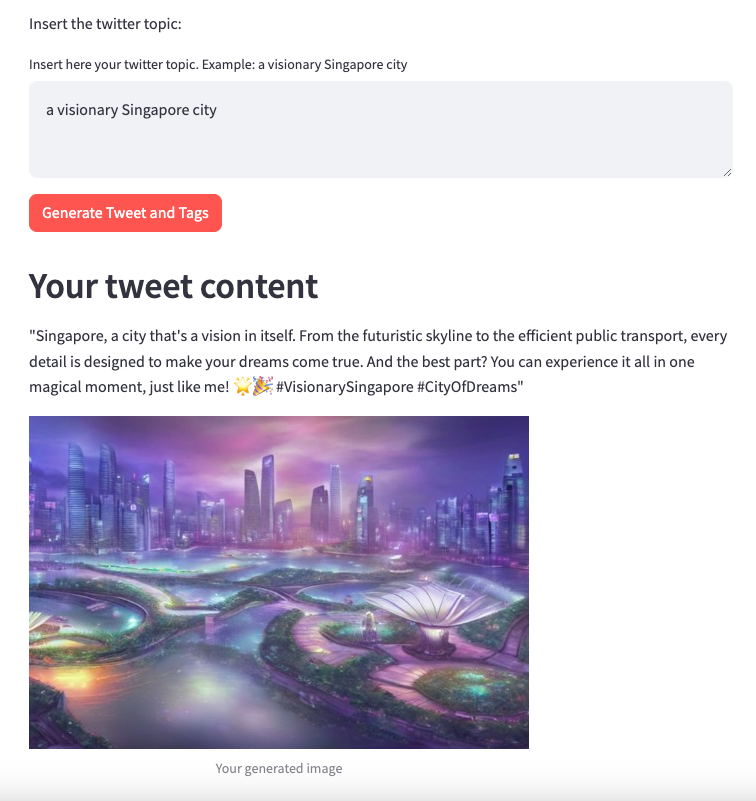 Insert the twitter topic:
Insert here your twitter topic. Example: a visionary Singapore city
a visionary Singapore city
Generate Tweet and Tags
Your tweet content
"Singapore, a city that's a vision in itself. From the futuristic skyline to the efficient public transport, every
detail is designed to make your dreams come true. And the best part? You can experience it all in one
magical moment, just like me! 🌟🎉 #VisionarySingapore #CityOfDreams"
Your generated image